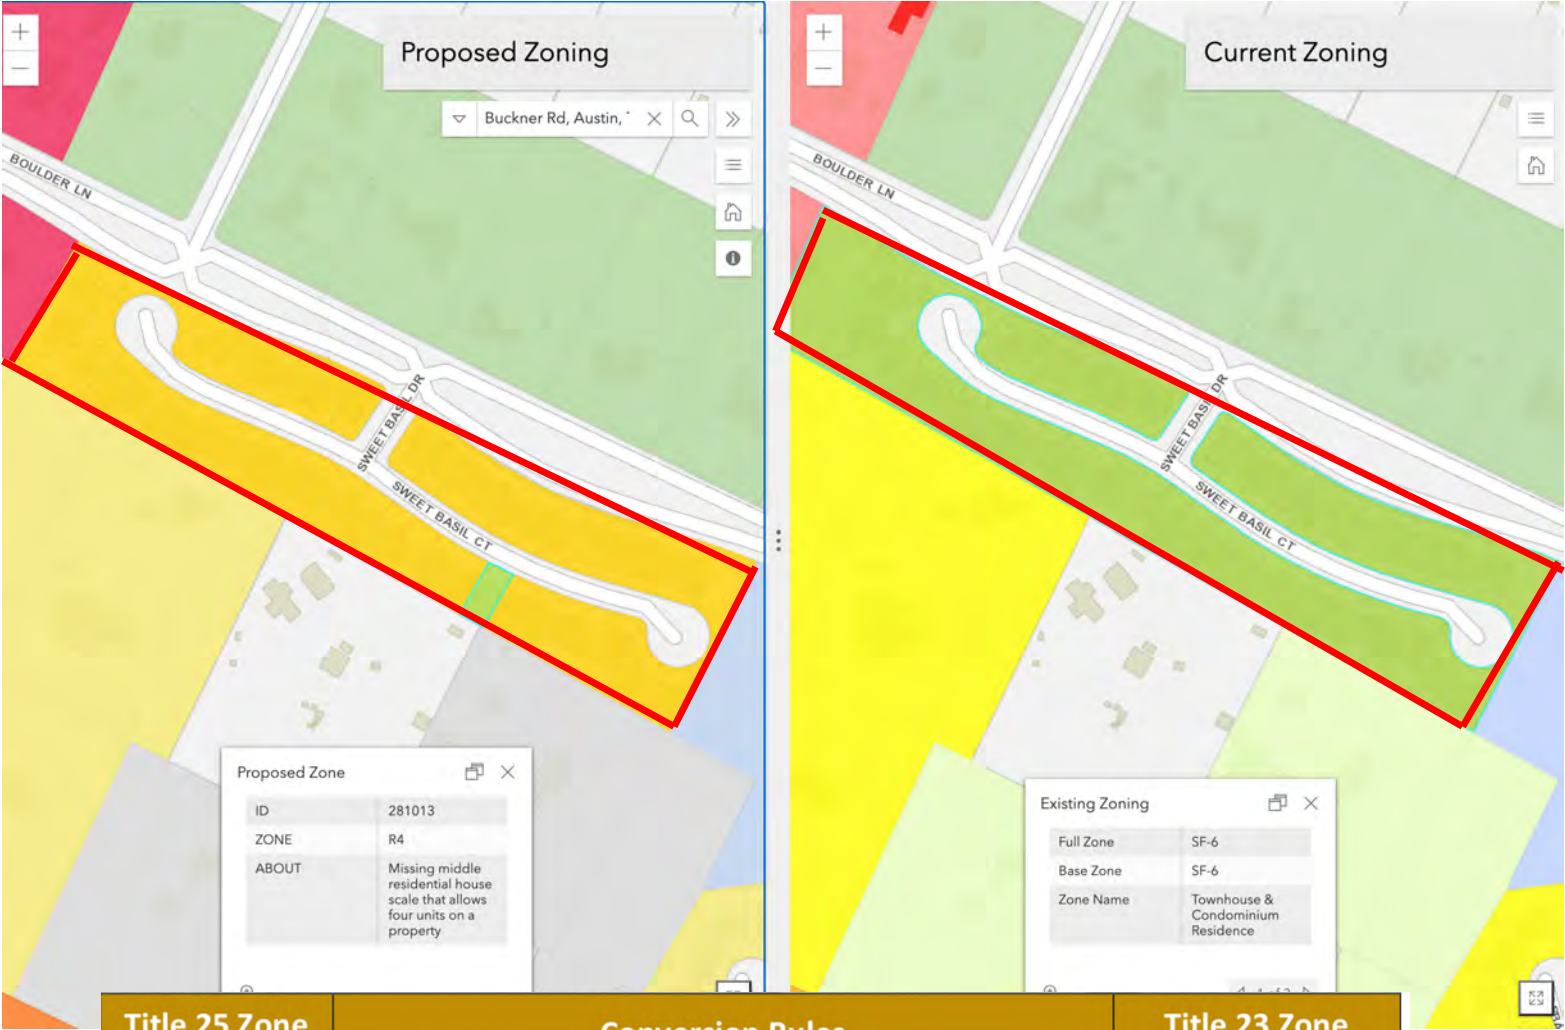 Proposed Zoning
Buckner Rd, Austin,
BOULDER LN
SWEET BASIL DR
SWEET BASIL CT
Proposed Zone
ID 281013
ZONE R4
ABOUT Missing middle
residential house
scale that allows
four units on a
property
Current Zoning
BOULDER LN
SWEET BASIL DR
SWEET BASIL CT
Existing Zoning
Full Zone SF-6
Base Zone SF-6
Zone Name Townhouse &
Condominium
Residence
Title 25 Zone
Conversion Rules
Title 23 Zone